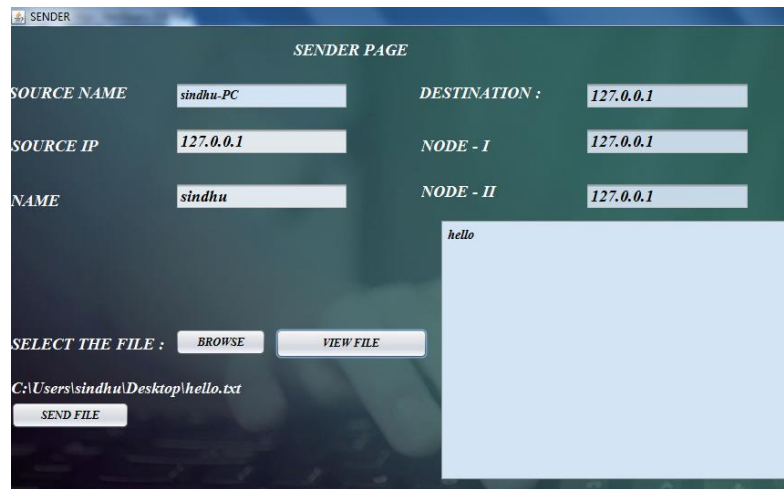 SENDER
SENDER PAGE
SOURCE NAME sindhu-PC DESTINATION : 127.0.0.1
SOURCE IP 127.0.0.1 NODE - I 127.0.0.1
NAME sindhu NODE - II 127.0.0.1
hello
SELECT THE FILE : BROWSE VIEW FILE
C:\Users\sindhu\Desktop\hello.txt
SEND FILE